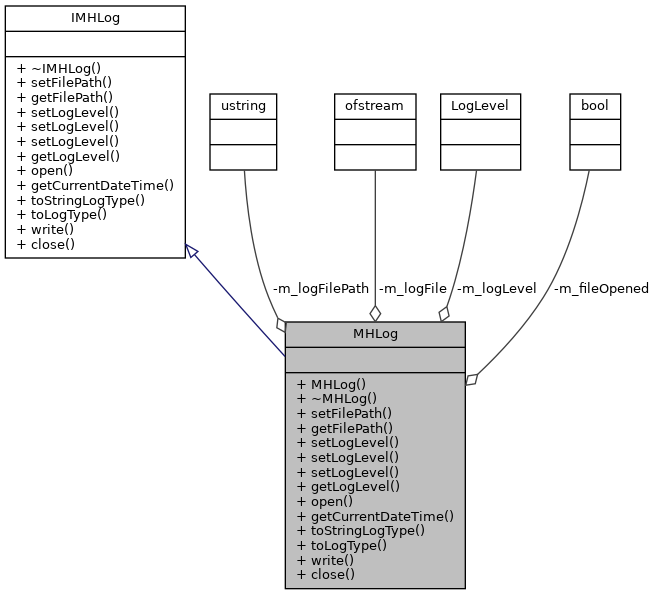 IMHLog
+ ~IMHLog()
+ setFilePath()
+ getFilePath()
+ setLogLevel()
+ setLogLevel()
+ setLogLevel()
+ getLogLevel()
+ open()
+ getCurrentDateTime()
+ toStringLogType()
+ toLogType()
+ write()
+ close()
ustring
ofstream
LogLevel
bool
-m_logFilePath
-m_logFile
-m_logLevel
-m_fileOpened
MHLog
+ MHLog()
+ ~MHLog()
+ setFilePath()
+ getFilePath()
+ setLogLevel()
+ setLogLevel()
+ setLogLevel()
+ getLogLevel()
+ open()
+ getCurrentDateTime()
+ toStringLogType()
+ toLogType()
+ write()
+ close()